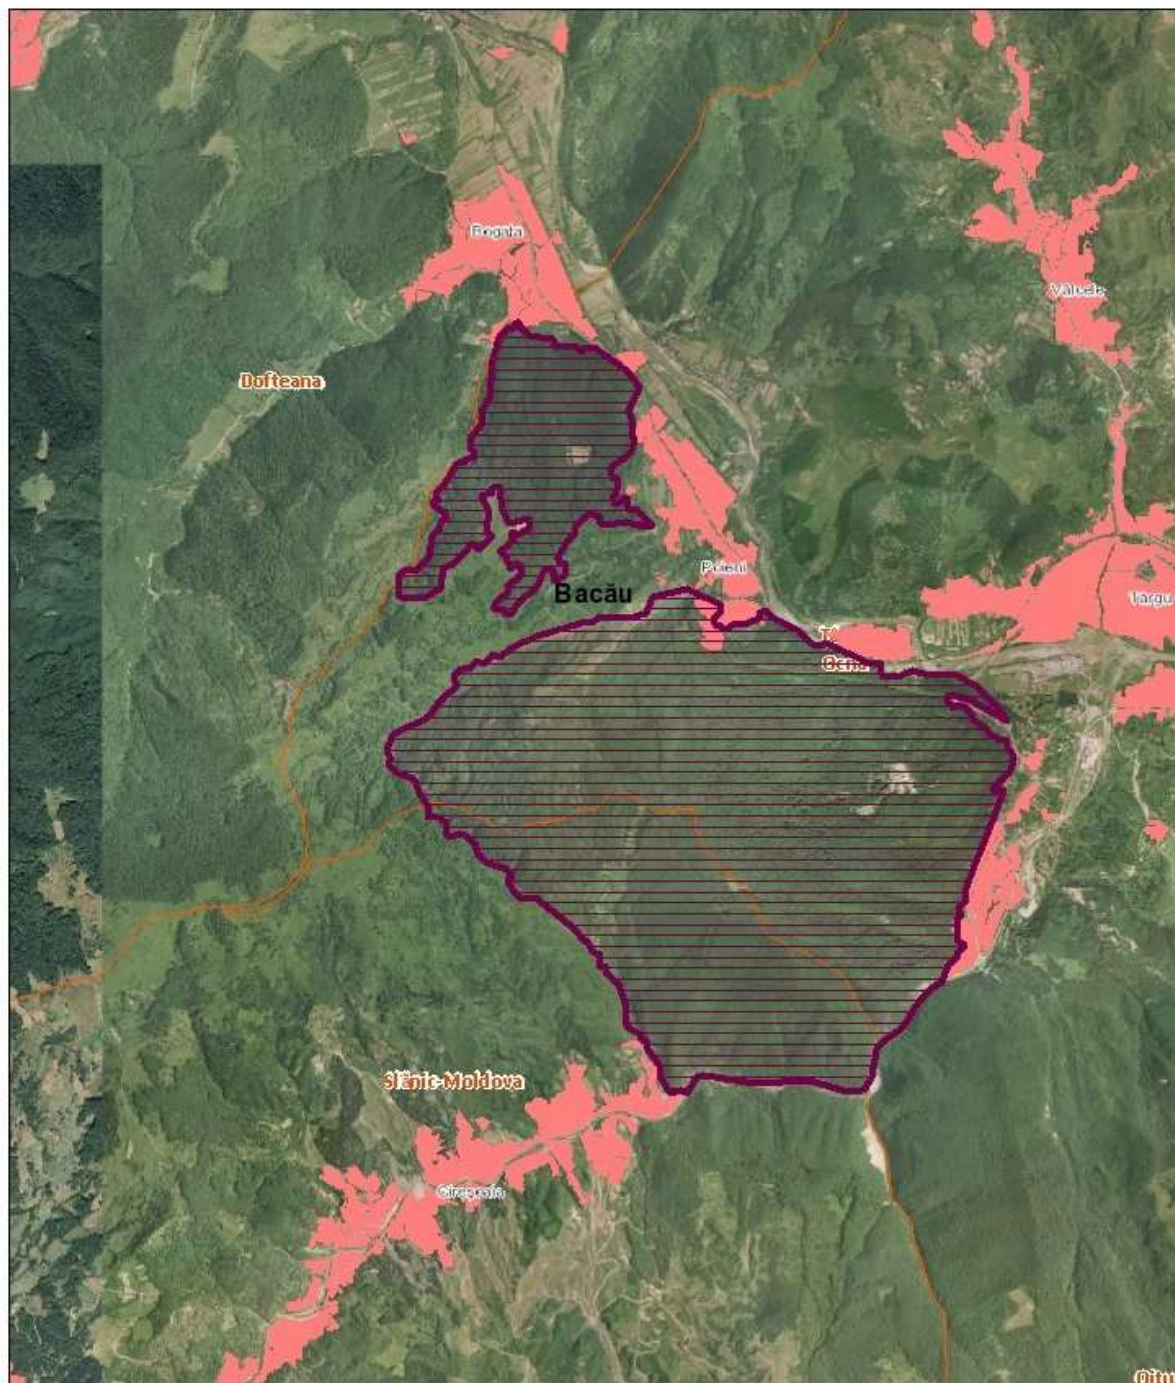 Bogata
Vâlcele
Dofteana
Poieni
Bacău
Târgu
Ocna
Slănic-Moldova
Cireșoaia